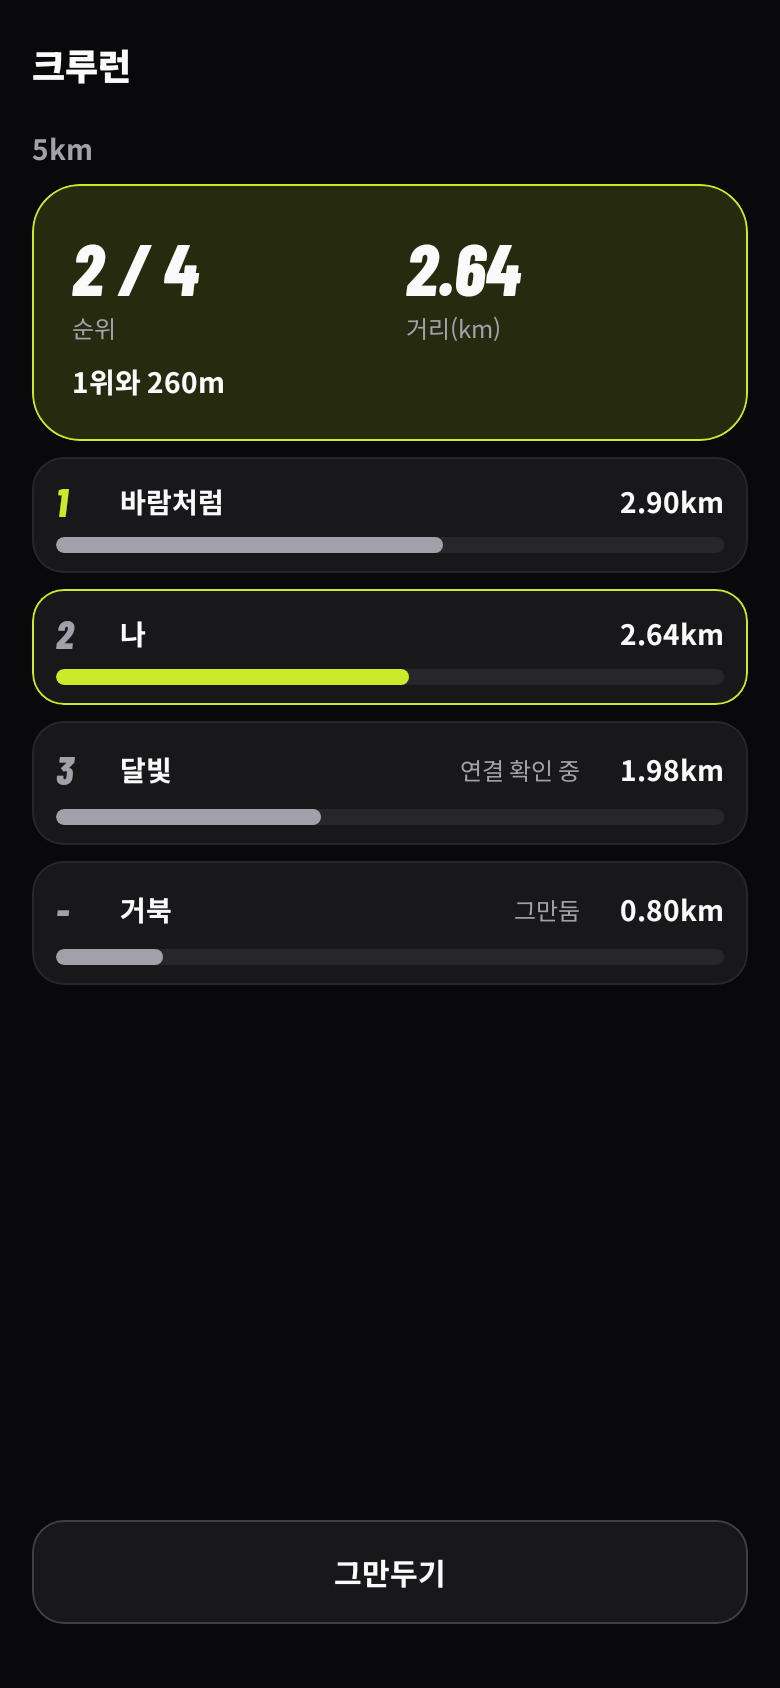 크루런
5km
2 / 4 2.64
순위 거리(km)
1위와 260m
1 바람처럼 2.90km
2 나 2.64km
3 달빛 연결 확인 중 1.98km
- 거북 그만둠 0.80km
그만두기